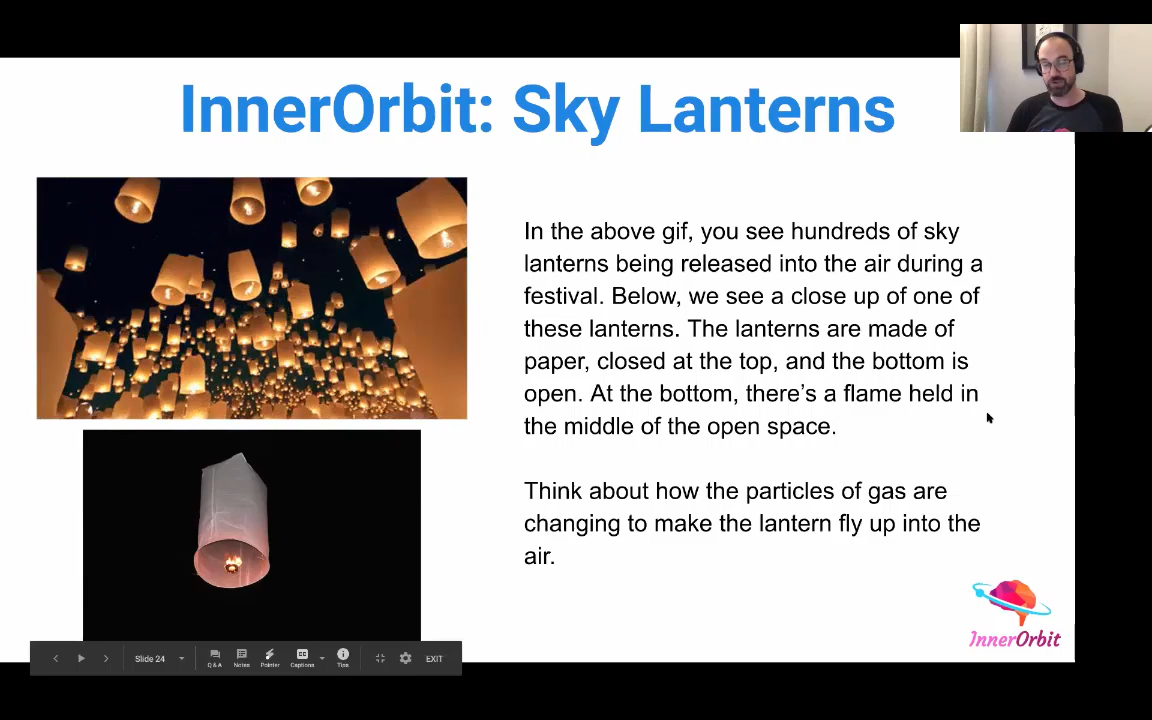 InnerOrbit: Sky Lanterns
In the above gif, you see hundreds of sky
lanterns being released into the air during a
festival. Below, we see a close up of one of
these lanterns. The lanterns are made of
paper, closed at the top, and the bottom is
open. At the bottom, there’s a flame held in
the middle of the open space.
Think about how the particles of gas are
changing to make the lantern fly up into the
air.
InnerOrbit
Slide 24
Q & A
Notes
Pointer
Captions
Tips
EXIT